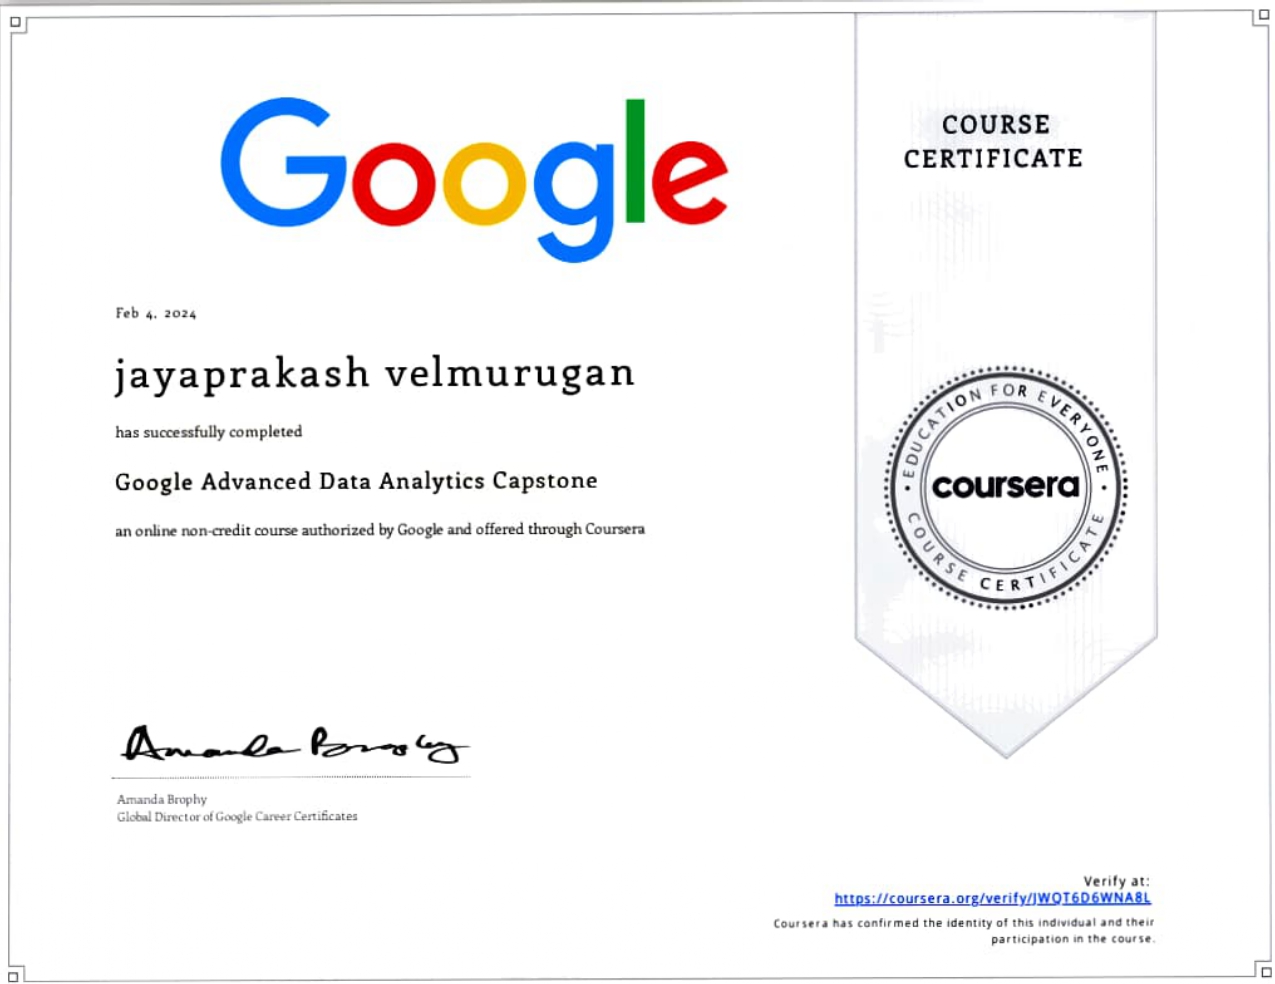 Google
COURSE
CERTIFICATE
Feb 4, 2024
jayaprakash velmurugan
has successfully completed
Google Advanced Data Analytics Capstone
an online non-credit course authorized by Google and offered through Coursera
EDUCATION FOR EVERYONE
coursera
COURSE CERTIFICATE
Amanda Brophy
Amanda Brophy
Global Director of Google Career Certificates
Verify at:
https://coursera.org/verify/JWQT6D6WNA8L
Coursera has confirmed the identity of this individual and their
participation in the course.